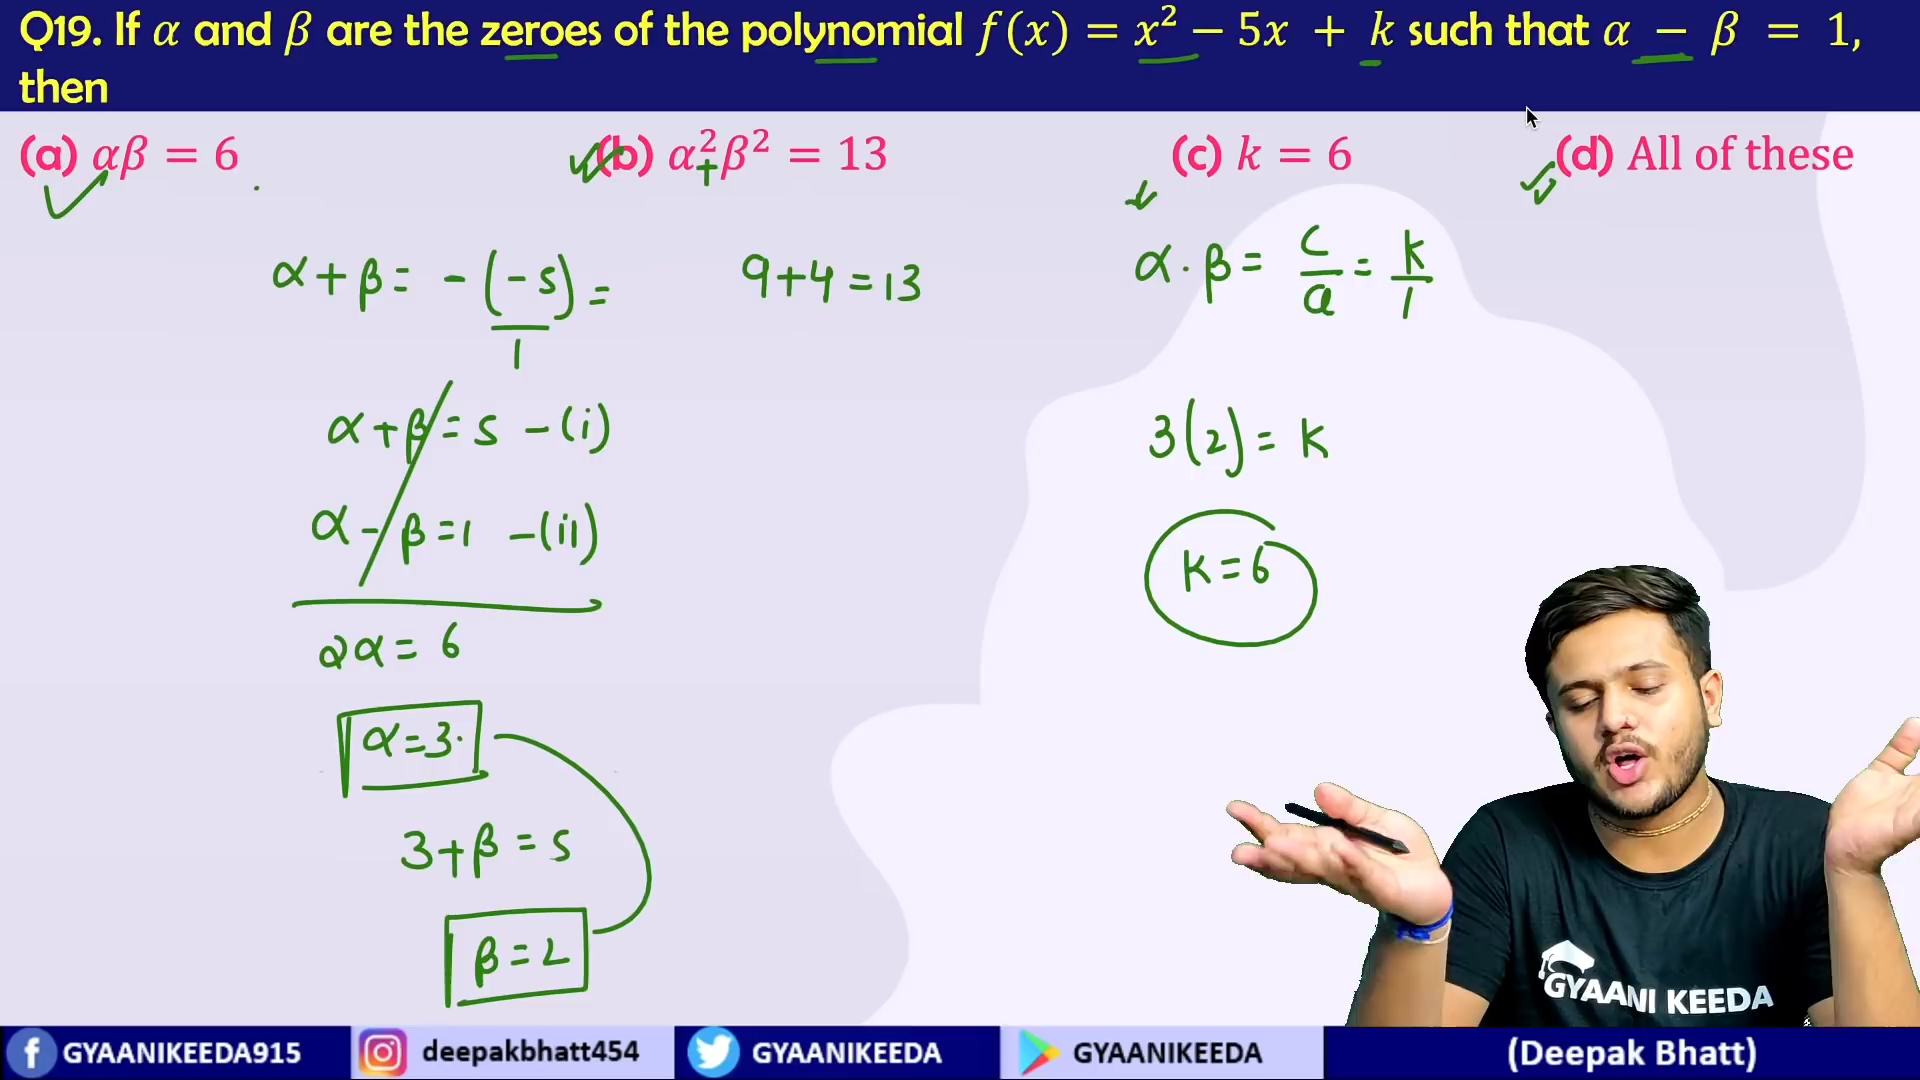 Q19. If α and β are the zeroes of the polynomial f(x) = x² − 5x + k such that α − β = 1,
then
(a) αβ = 6 (b) α²+β² = 13 (c) k = 6 (d) All of these
α+β = -(-5)/1 =
9+4=13
α·β = c/a = k/1
α+β=5 -(i)
3(2)= k
α-β=1 -(ii)
k=6
2α= 6
α=3.
3+β=5
β=2
GYAANI KEEDA
GYAANIKEEDA915 deepakbhatt454 GYAANIKEEDA GYAANIKEEDA (Deepak Bhatt)